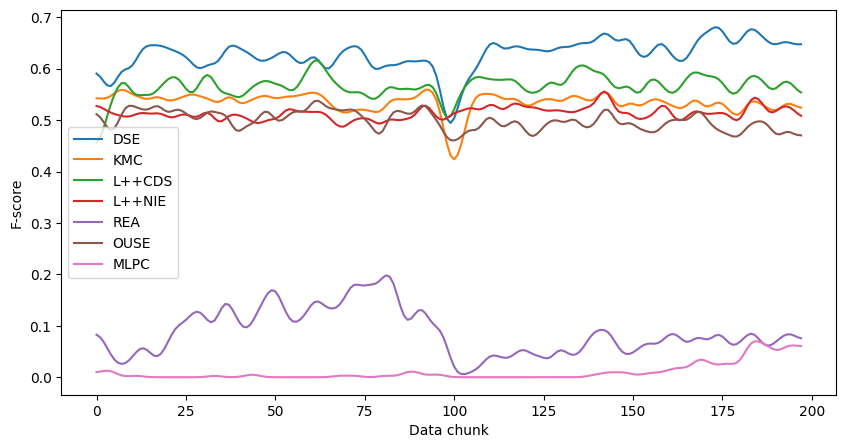 0.7
0.6
0.5
0.4
0.3
0.2
0.1
0.0
F-score
DSE
KMC
L++CDS
L++NIE
REA
OUSE
MLPC
0 25 50 75 100 125 150 175 200
Data chunk